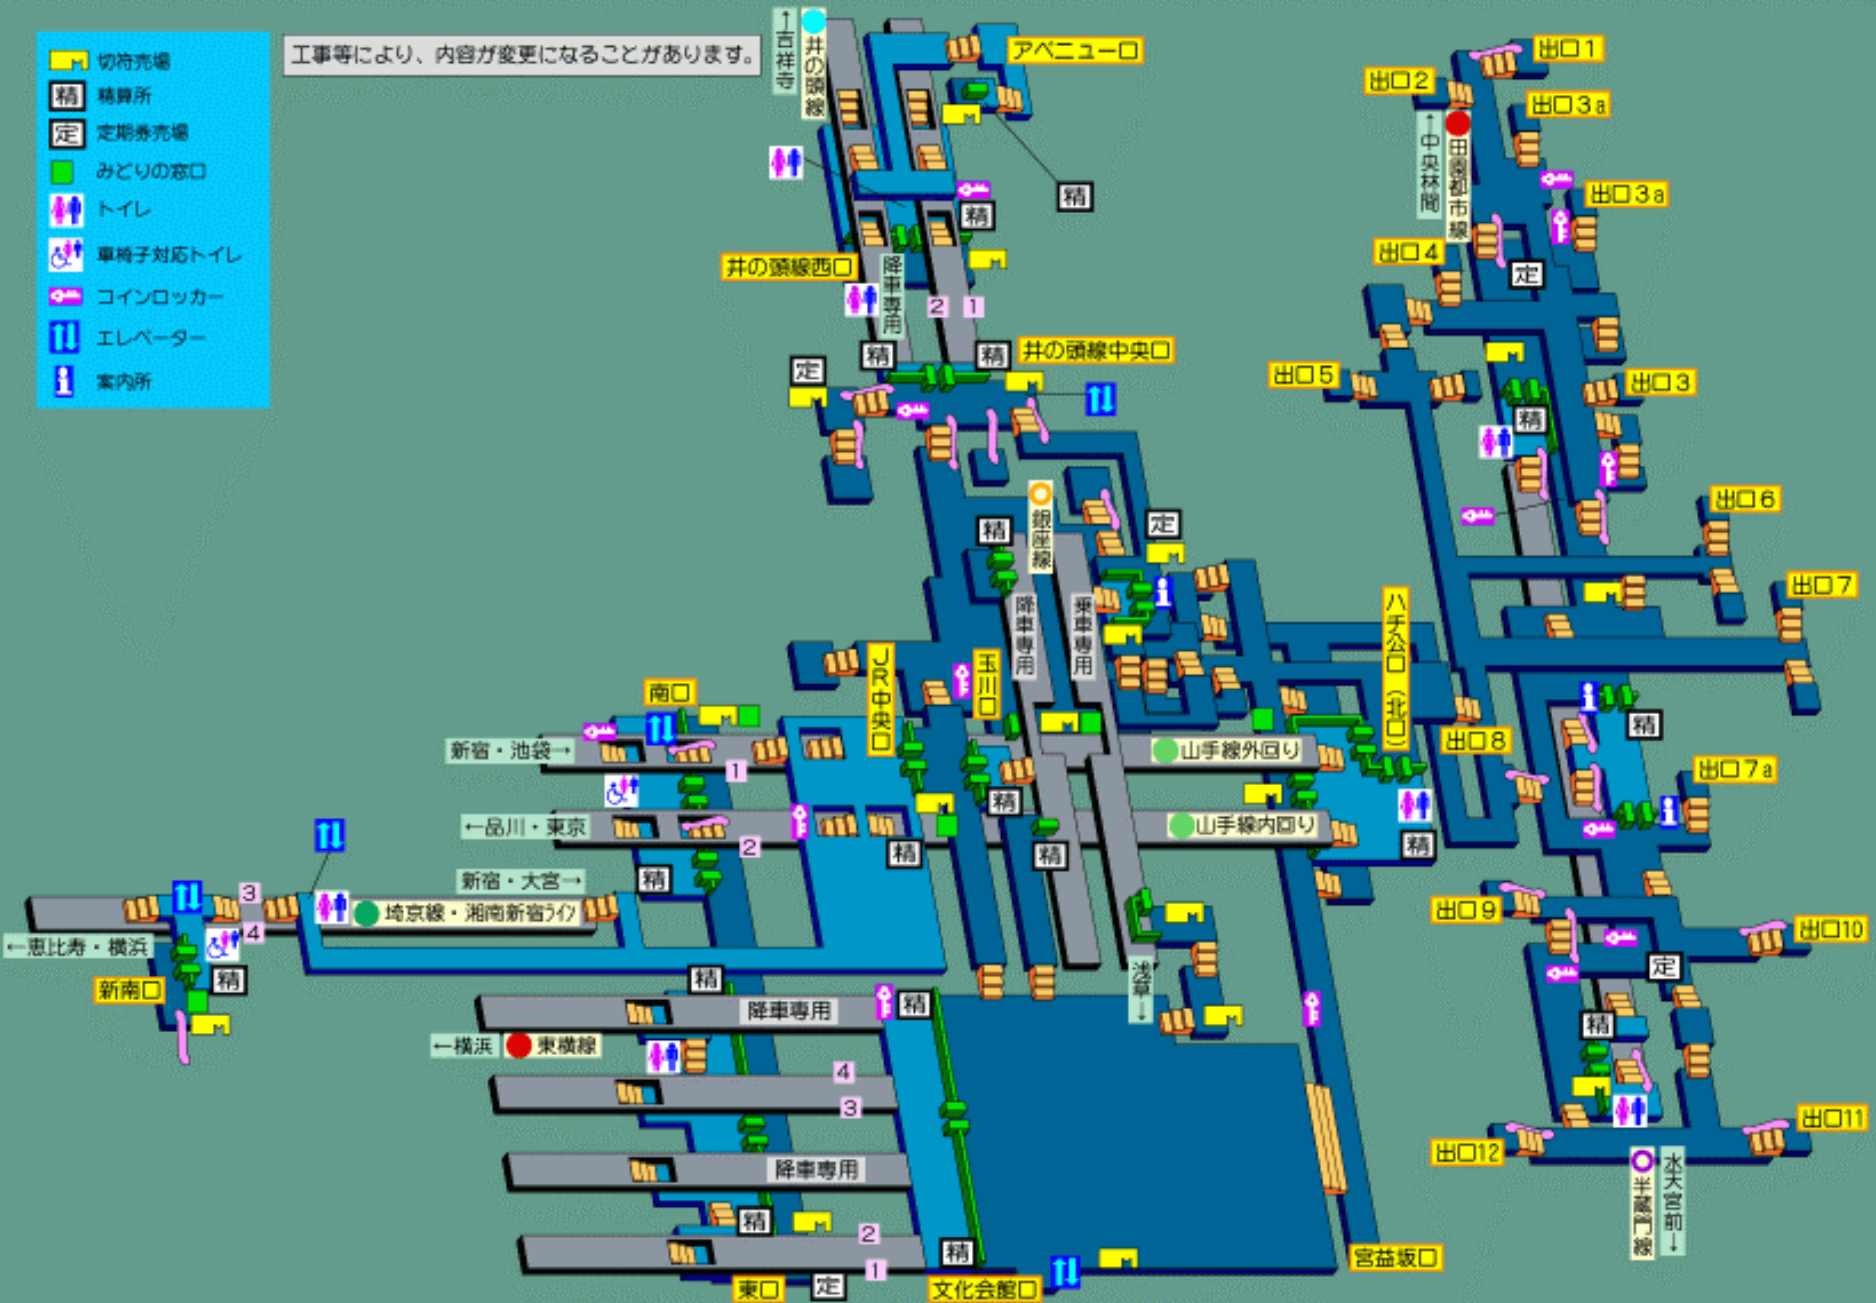 切符売場
精 精算所
定 定期券売場
みどりの窓口
トイレ
車椅子対応トイレ
コインロッカー
エレベーター
案内所
工事等により、内容が変更になることがあります。
↑吉祥寺
井の頭線
アベニュー口
精
精
井の頭線西口
降車専用
2
1
精
精
井の頭線中央口
定
銀座線
精
定
降車専用
乗車専用
JR中央口
玉川口
ハチ公口(北口)
南口
新宿・池袋→
1
山手線外回り
←品川・東京
2
山手線内回り
精
精
精
精
新宿・大宮→
精
3
埼京線・湘南新宿ライン
4
←恵比寿・横浜
新南口
精
浅草→
精
精
降車専用
←横浜
東横線
4
3
降車専用
精
2
精
1
東口
定
文化会館口
宮益坂口
出口1
出口2
出口3a
↑中央林間
田園都市線
出口3a
出口4
定
出口5
出口3
精
出口6
出口7
精
出口8
出口7a
出口9
出口10
定
精
出口11
出口12
半蔵門線
水天宮前→